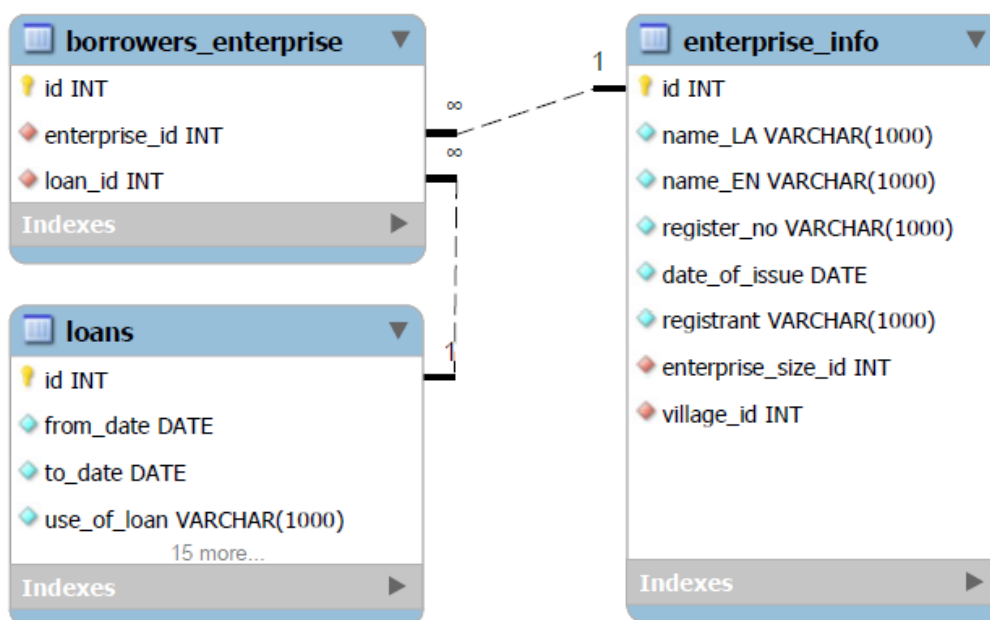 borrowers_enterprise
id INT
enterprise_id INT
loan_id INT
Indexes
∞
∞
1
1
loans
id INT
from_date DATE
to_date DATE
use_of_loan VARCHAR(1000)
15 more...
Indexes
enterprise_info
id INT
name_LA VARCHAR(1000)
name_EN VARCHAR(1000)
register_no VARCHAR(1000)
date_of_issue DATE
registrant VARCHAR(1000)
enterprise_size_id INT
village_id INT
Indexes